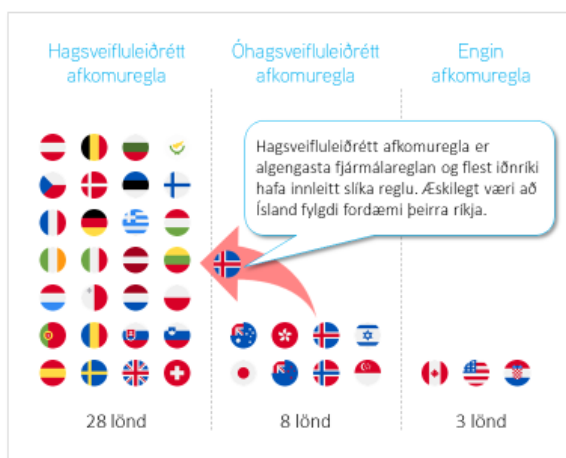 Hagsveifluleiðrétt
afkomuregla
Óhagsveifluleiðrétt
afkomuregla
Engin
afkomuregla
Hagsveifluleiðrétt afkomuregla er
algengasta fjármálareglan og flest iðnríki
hafa innleitt slíka reglu. Æskilegt væri að
Ísland fylgdi fordæmi þeirra ríkja.
28 lönd
8 lönd
3 lönd